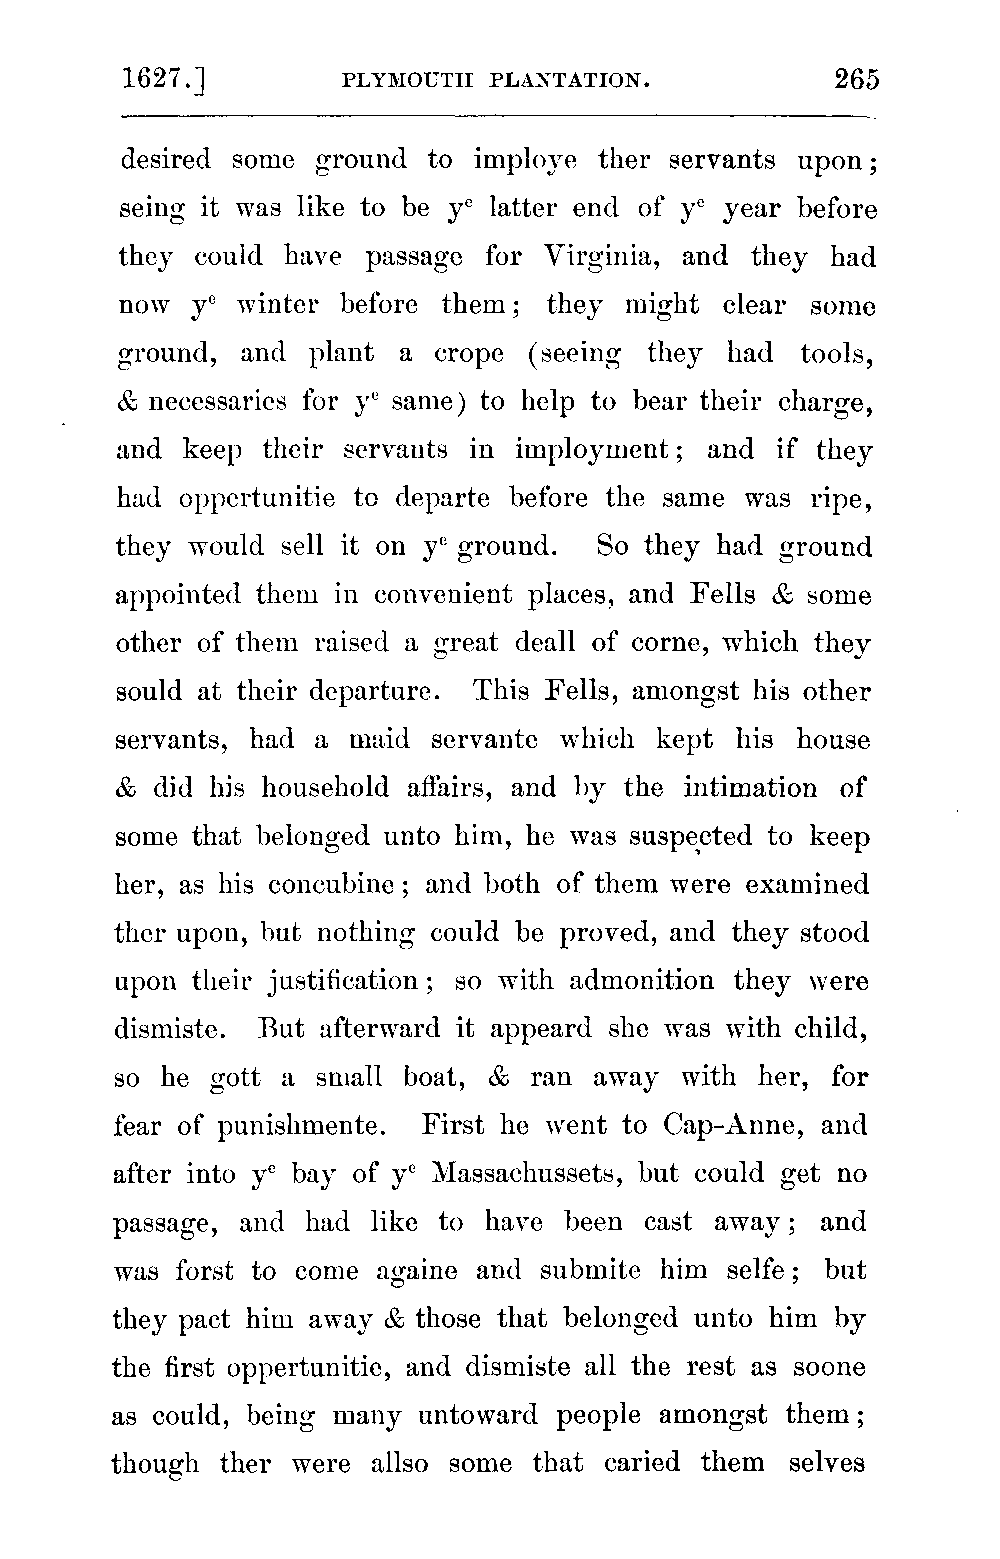 1627.] PLYMOUTH PLANTATION. 265
desired some ground to imploye ther servants upon;
seing it was like to be yᵉ latter end of yᵉ year before
they could have passage for Virginia, and they had
now yᵉ winter before them; they might clear some
ground, and plant a crope (seeing they had tools,
& necessaries for yᵉ same) to help to bear their charge,
and keep their servants in imployment; and if they
had oppertunitie to departe before the same was ripe,
they would sell it on yᵉ ground. So they had ground
appointed them in convenient places, and Fells & some
other of them raised a great deall of corne, which they
sould at their departure. This Fells, amongst his other
servants, had a maid servante which kept his house
& did his household affairs, and by the intimation of
some that belonged unto him, he was suspected to keep
her, as his concubine; and both of them were examined
ther upon, but nothing could be proved, and they stood
upon their justification; so with admonition they were
dismiste. But afterward it appeard she was with child,
so he gott a small boat, & ran away with her, for
fear of punishmente. First he went to Cap-Anne, and
after into yᵉ bay of yᵉ Massachussets, but could get no
passage, and had like to have been cast away; and
was forst to come againe and submite him selfe; but
they pact him away & those that belonged unto him by
the first oppertunitie, and dismiste all the rest as soone
as could, being many untoward people amongst them;
though ther were allso some that caried them selves